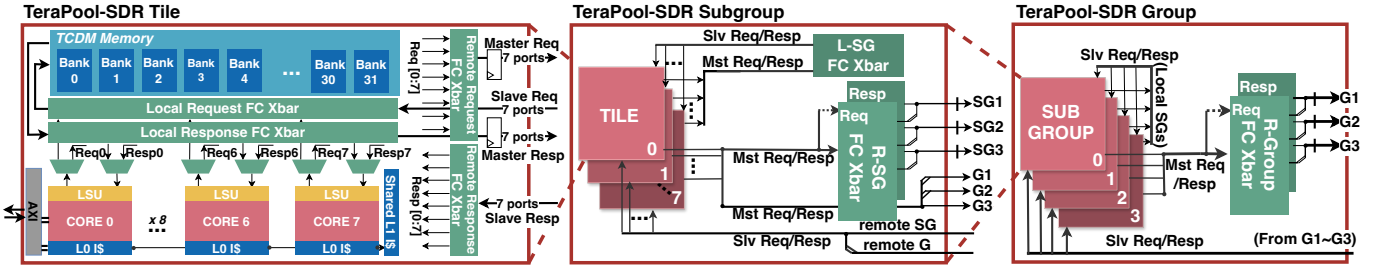 TeraPool-SDR Tile
TCDM Memory
Bank 0
Bank 1
Bank 2
Bank 3
Bank 4
...
Bank 30
Bank 31
Local Request FC Xbar
Local Response FC Xbar
Req0
Resp0
Req6
Resp6
Req7
Resp7
LSU
LSU
LSU
AXI
CORE 0
x 8
CORE 6
CORE 7
L0 I$
L0 I$
L0 I$
Shared L1 I$
Req [0:7]
Remote Request FC Xbar
Resp [0:7]
Remote Response FC Xbar
Master Req
7 ports
Slave Req
7 ports
7 ports
Master Resp
7 ports
Slave Resp
TeraPool-SDR Subgroup
Slv Req/Resp
L-SG FC Xbar
Mst Req/Resp
TILE
0
1
7
Resp
Req
R-SG FC Xbar
Mst Req/Resp
Mst Req/Resp
SG1
SG2
SG3
G1
G2
G3
remote SG
Slv Req/Resp
remote G
TeraPool-SDR Group
Slv Req/Resp
(Local SGs)
SUB GROUP
0
1
2
3
Resp
Req
R-Group FC Xbar
G1
G2
G3
Mst Req
/Resp
Slv Req/Resp
(From G1~G3)